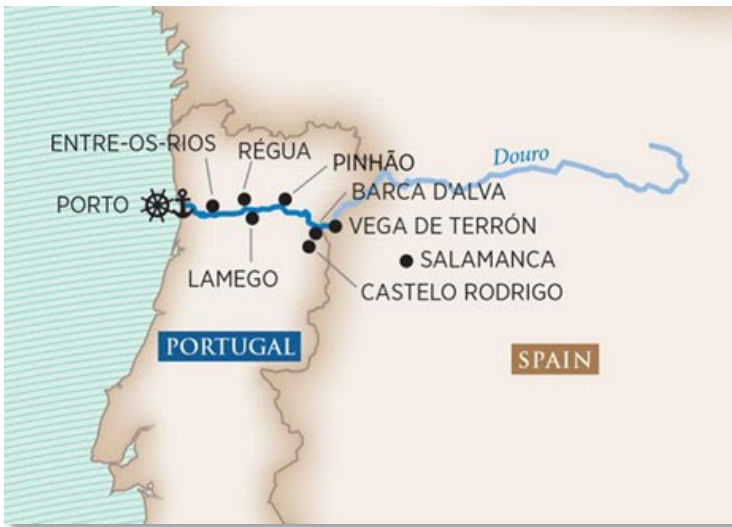 ENTRE-OS-RIOS
RÉGUA
PINHÃO
Douro
PORTO
BARCA D'ALVA
VEGA DE TERRÓN
SALAMANCA
LAMEGO
CASTELO RODRIGO
PORTUGAL
SPAIN